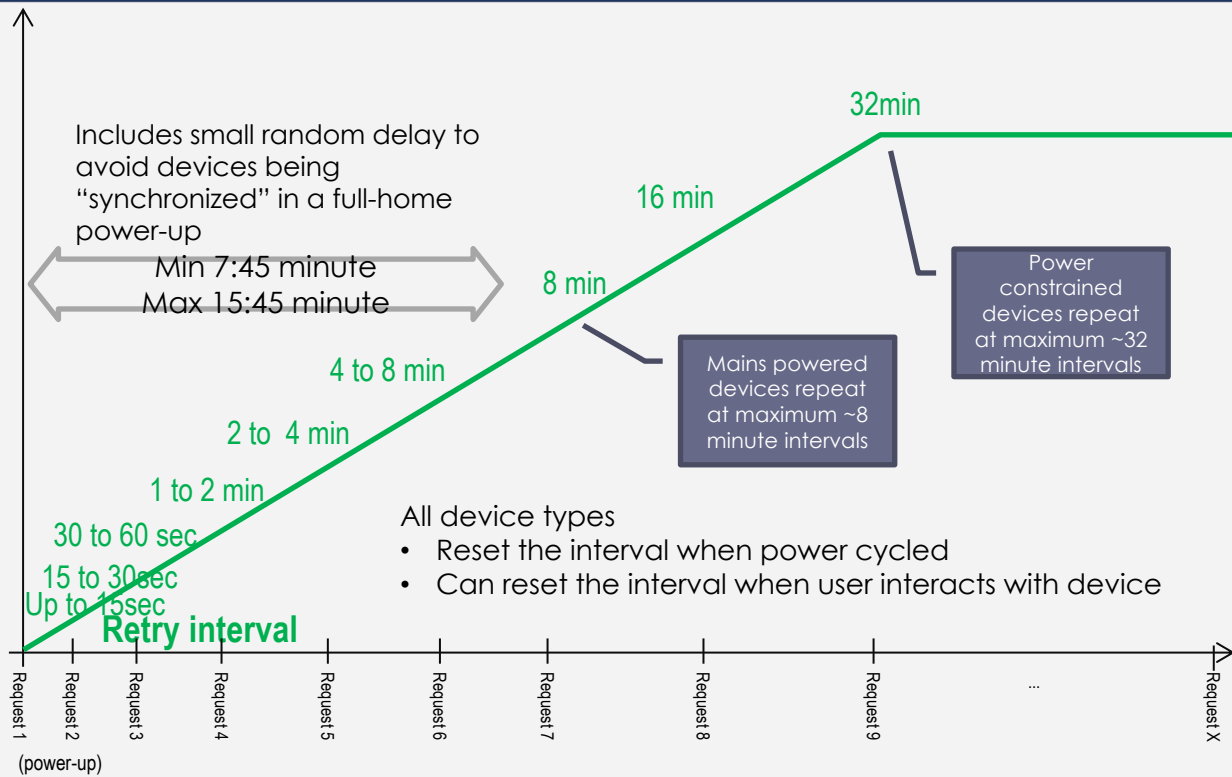 32min
Includes small random delay to
avoid devices being
“synchronized” in a full-home
power-up
16 min
Min 7:45 minute
Max 15:45 minute
8 min
Power
constrained
devices repeat
at maximum ~32
minute intervals
4 to 8 min
Mains powered
devices repeat
at maximum ~8
minute intervals
2 to 4 min
1 to 2 min
30 to 60 sec
15 to 30sec
Up to 15sec
Retry interval
All device types
• Reset the interval when power cycled
• Can reset the interval when user interacts with device
Request 1
(power-up)
Request 2
Request 3
Request 4
Request 5
Request 6
Request 7
Request 8
Request 9
...
Request X